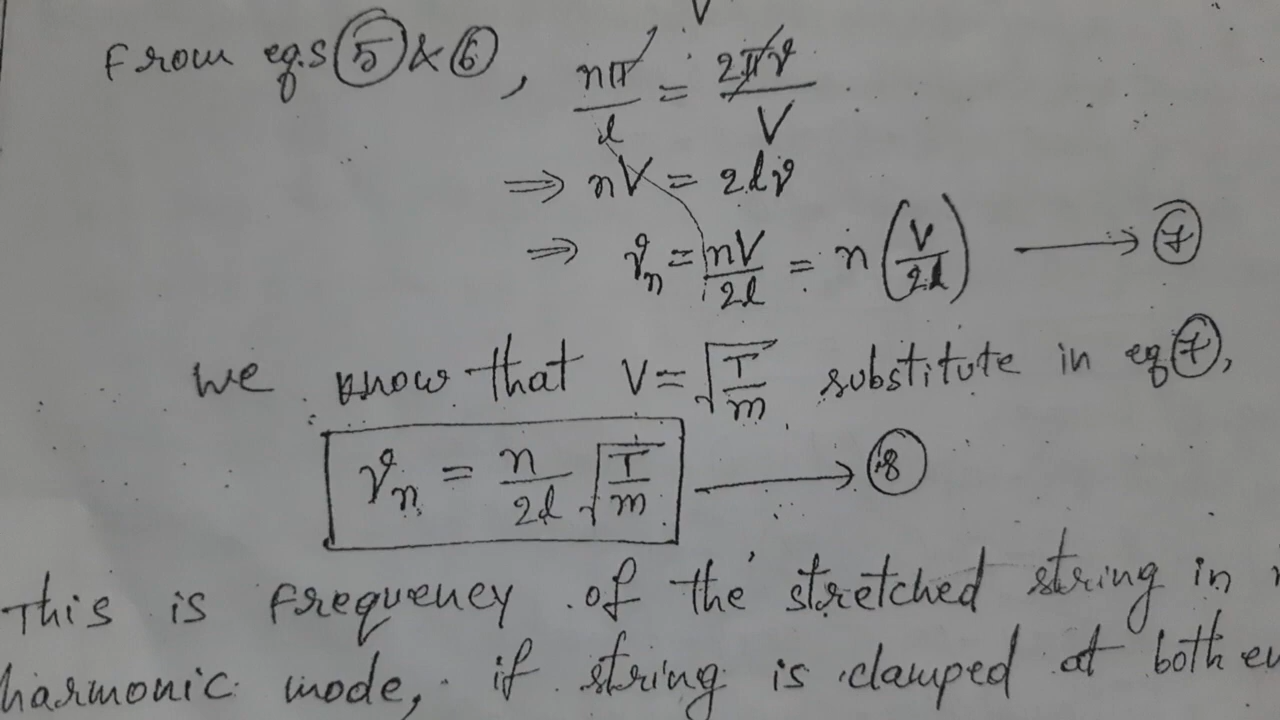 From eq.s (5) & (6), nπ/l = 2πν/V
⇒ nV = 2lν
⇒ νₙ = nV/2l = n(V/2l) → (7)
we know that V = √(T/m) substitute in eq (7),
νₙ = n/2l √(T/m) → (8)
This is frequency of the stretched string in
harmonic mode, if string is clamped at both